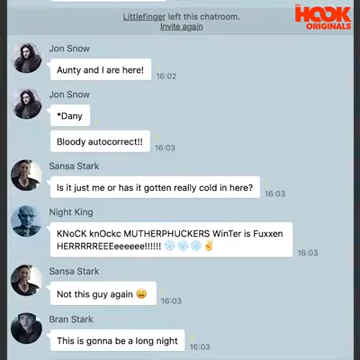 THE HOOK
ORIGINALS
Littlefinger left this chatroom.
Invite again
Jon Snow
Aunty and I are here!
16:02
Jon Snow
*Dany
Bloody autocorrect!!
16:03
Sansa Stark
Is it just me or has it gotten really cold in here?
16:03
Night King
KNoCK knOckc MUTHERPHUCKERS WinTer is Fuxxen
HERRRRREEEeeeeee!!!!!! ❄️❄️❄️✌️
16:03
Sansa Stark
Not this guy again 😩
16:03
Bran Stark
This is gonna be a long night
16:03